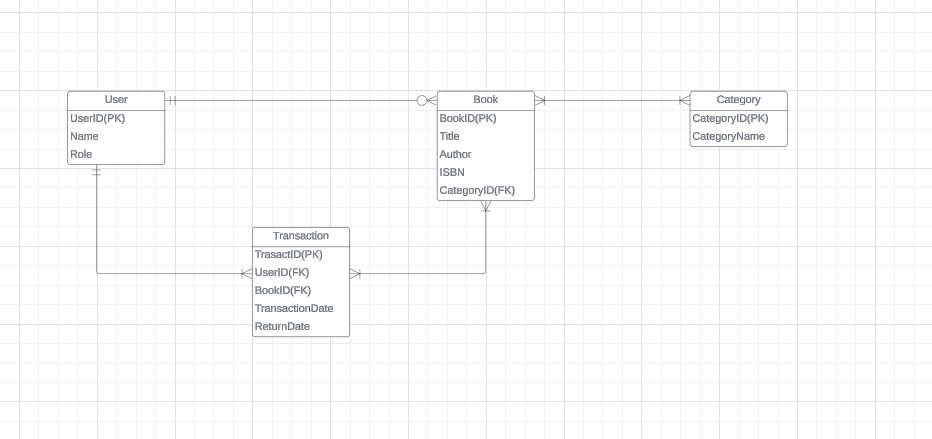 User
UserID(PK)
Name
Role
Book
BookID(PK)
Title
Author
ISBN
CategoryID(FK)
Category
CategoryID(PK)
CategoryName
Transaction
TrasactID(PK)
UserID(FK)
BookID(FK)
TransactionDate
ReturnDate